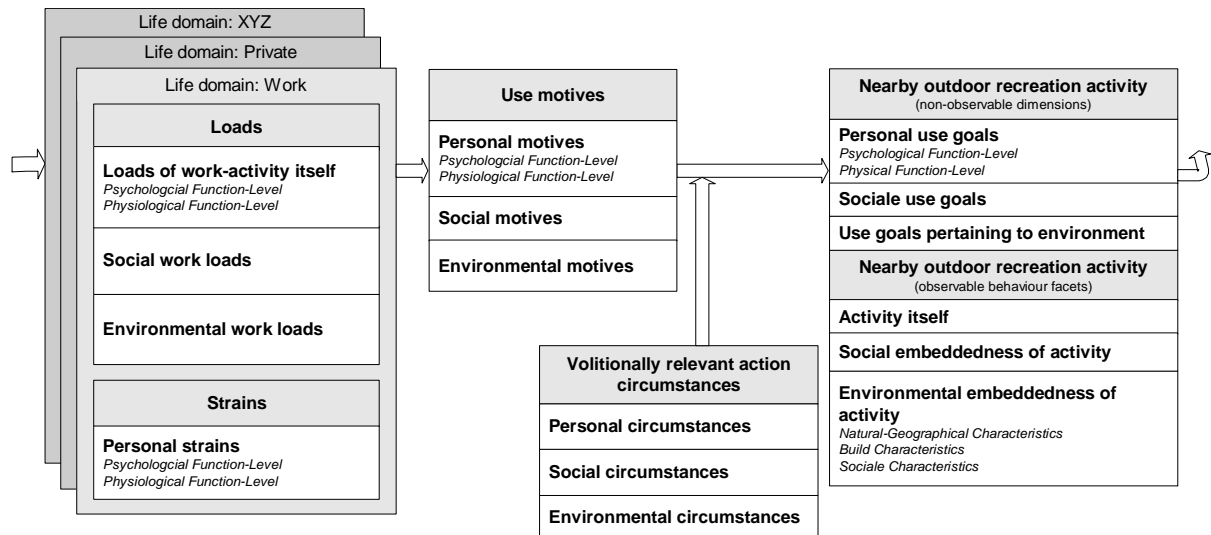 Life domain: XYZ
Life domain: Private
Life domain: Work
Loads
Loads of work-activity itself
Psychologcial Function-Level
Physiological Function-Level
Social work loads
Environmental work loads
Strains
Personal strains
Psychologcial Function-Level
Physiological Function-Level
Use motives
Personal motives
Psychologcial Function-Level
Physiological Function-Level
Social motives
Environmental motives
Volitionally relevant action
circumstances
Personal circumstances
Social circumstances
Environmental circumstances
Nearby outdoor recreation activity
(non-observable dimensions)
Personal use goals
Psychological Function-Level
Physical Function-Level
Sociale use goals
Use goals pertaining to environment
Nearby outdoor recreation activity
(observable behaviour facets)
Activity itself
Social embeddedness of activity
Environmental embeddedness of
activity
Natural-Geographical Characteristics
Build Characteristics
Sociale Characteristics